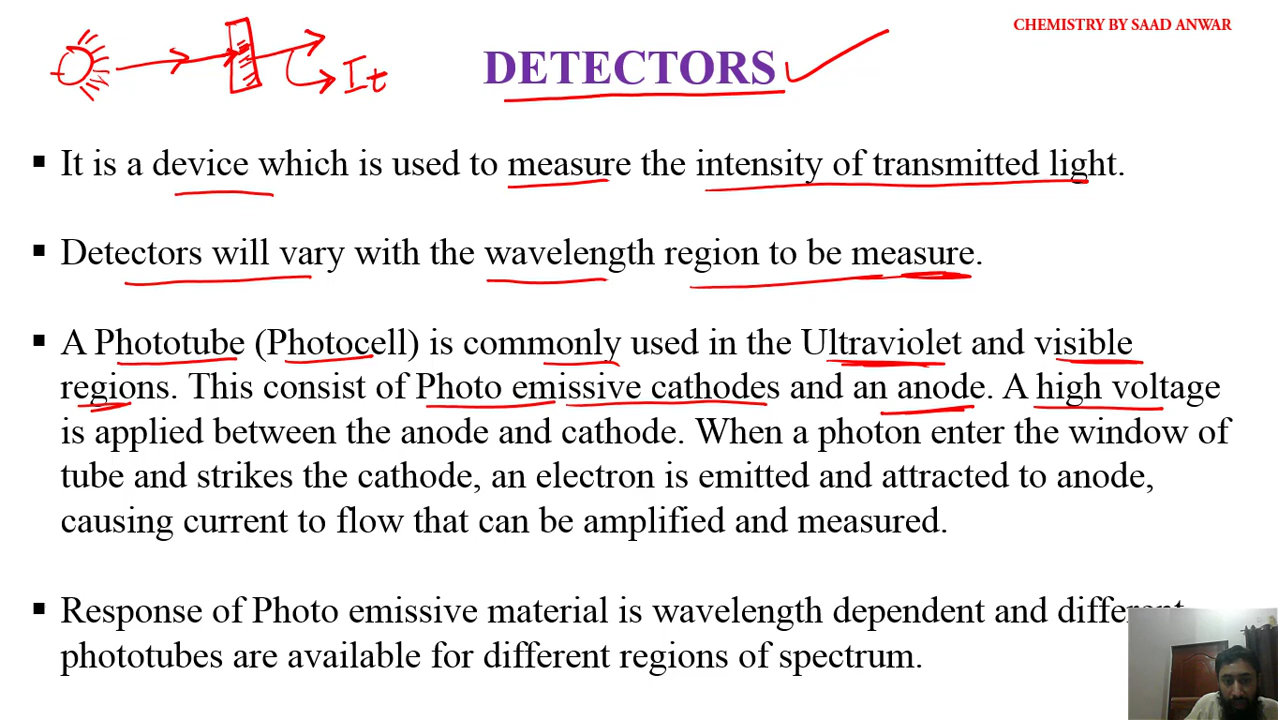 CHEMISTRY BY SAAD ANWAR
DETECTORS
It
▪ It is a device which is used to measure the intensity of transmitted light.
▪ Detectors will vary with the wavelength region to be measure.
▪ A Phototube (Photocell) is commonly used in the Ultraviolet and visible
regions. This consist of Photo emissive cathodes and an anode. A high voltage
is applied between the anode and cathode. When a photon enter the window of
tube and strikes the cathode, an electron is emitted and attracted to anode,
causing current to flow that can be amplified and measured.
▪ Response of Photo emissive material is wavelength dependent and different
phototubes are available for different regions of spectrum.